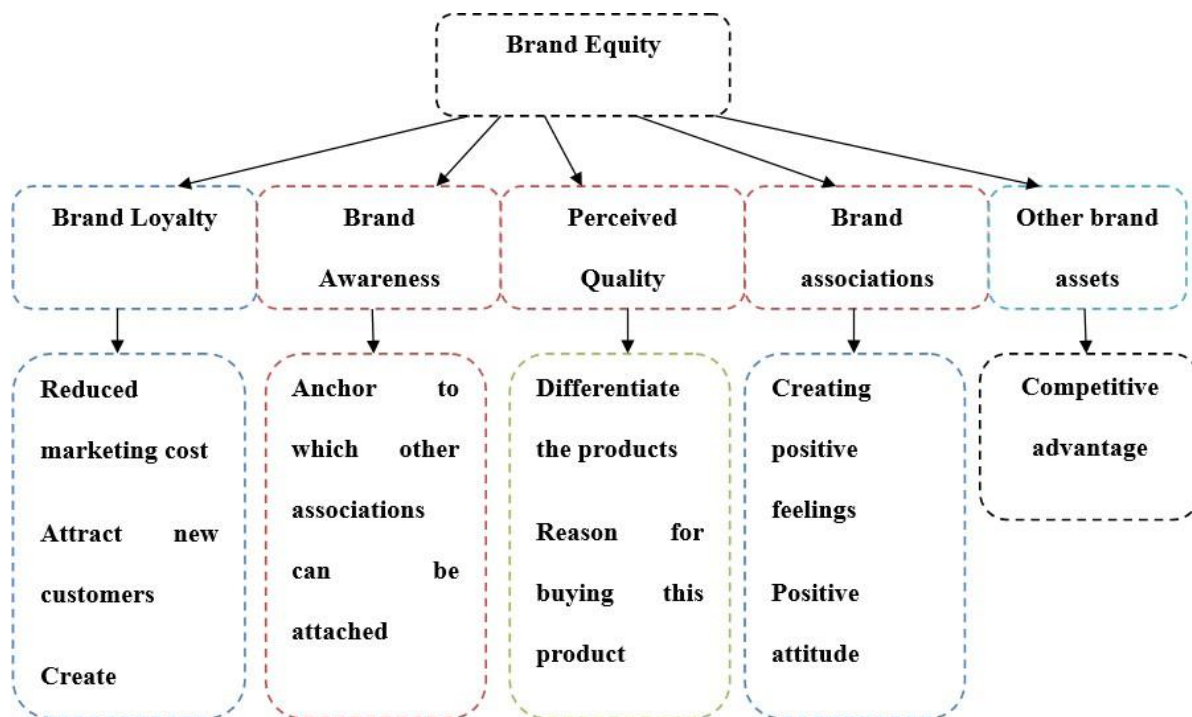 Brand Equity
Brand Loyalty
Brand
Awareness
Perceived
Quality
Brand
associations
Other brand
assets
Reduced
marketing cost
Attract new
customers
Create
Anchor to
which other
associations
can be
attached
Differentiate
the products
Reason for
buying this
product
Creating
positive
feelings
Positive
attitude
Competitive
advantage